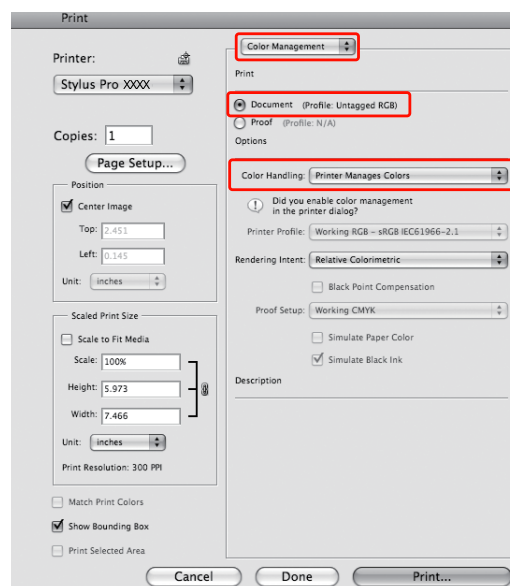 Print
Printer:
Stylus Pro XXXX
Copies: 1
Page Setup...
Position
Center Image
Top: 2.451
Left: 0.145
Unit: inches
Scaled Print Size
Scale to Fit Media
Scale: 100%
Height: 5.973
Width: 7.466
Unit: inches
Print Resolution: 300 PPI
Match Print Colors
Show Bounding Box
Print Selected Area
Color Management
Print
Document (Profile: Untagged RGB)
Proof (Profile: N/A)
Options
Color Handling: Printer Manages Colors
Did you enable color management
in the printer dialog?
Printer Profile: Working RGB - sRGB IEC61966-2.1
Rendering Intent: Relative Colorimetric
Black Point Compensation
Proof Setup: Working CMYK
Simulate Paper Color
Simulate Black Ink
Description
Cancel
Done
Print...